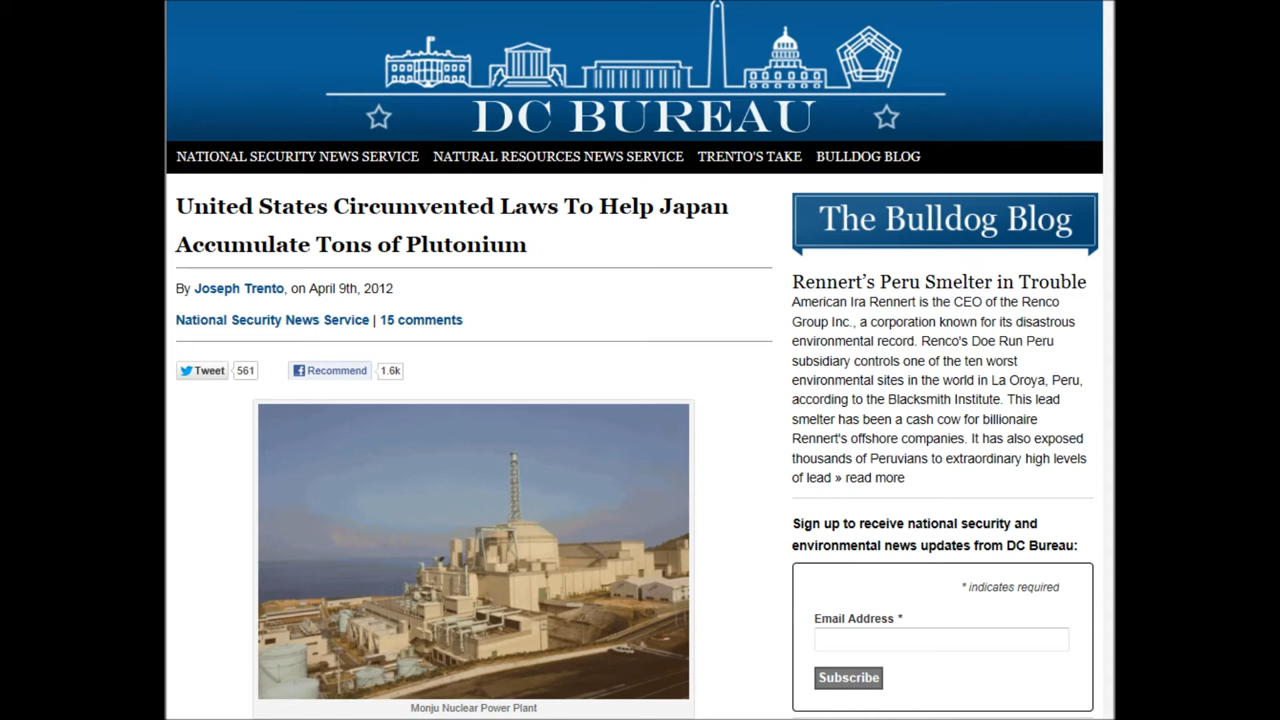 DC BUREAU
NATIONAL SECURITY NEWS SERVICE NATURAL RESOURCES NEWS SERVICE TRENTO'S TAKE BULLDOG BLOG
United States Circumvented Laws To Help Japan
Accumulate Tons of Plutonium
By Joseph Trento, on April 9th, 2012
National Security News Service | 15 comments
Tweet 561 Recommend 1.6k
Monju Nuclear Power Plant
The Bulldog Blog
Rennert’s Peru Smelter in Trouble
American Ira Rennert is the CEO of the Renco
Group Inc., a corporation known for its disastrous
environmental record. Renco's Doe Run Peru
subsidiary controls one of the ten worst
environmental sites in the world in La Oroya, Peru,
according to the Blacksmith Institute. This lead
smelter has been a cash cow for billionaire
Rennert's offshore companies. It has also exposed
thousands of Peruvians to extraordinary high levels
of lead » read more
Sign up to receive national security and
environmental news updates from DC Bureau:
* indicates required
Email Address *
Subscribe